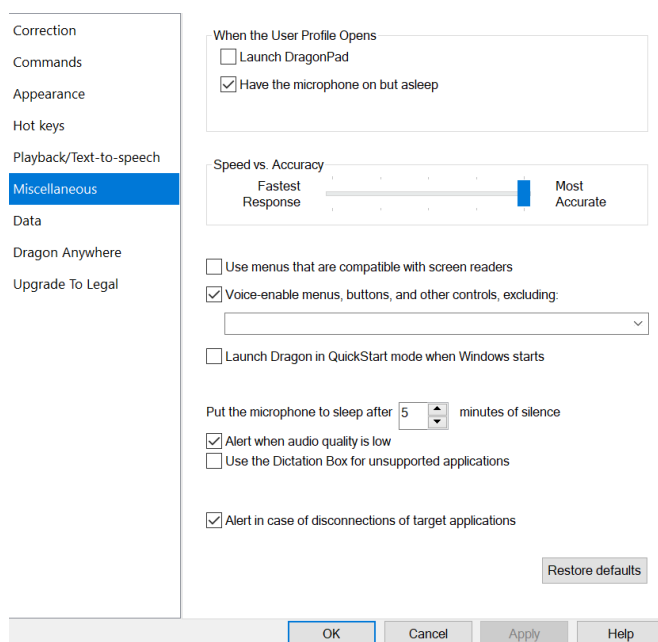 Correction
Commands
Appearance
Hot keys
Playback/Text-to-speech
Miscellaneous
Data
Dragon Anywhere
Upgrade To Legal
When the User Profile Opens
Launch DragonPad
Have the microphone on but asleep
Speed vs. Accuracy
Fastest
Response
Most
Accurate
Use menus that are compatible with screen readers
Voice-enable menus, buttons, and other controls, excluding:
Launch Dragon in QuickStart mode when Windows starts
Put the microphone to sleep after 5 minutes of silence
Alert when audio quality is low
Use the Dictation Box for unsupported applications
Alert in case of disconnections of target applications
Restore defaults
OK Cancel Apply Help